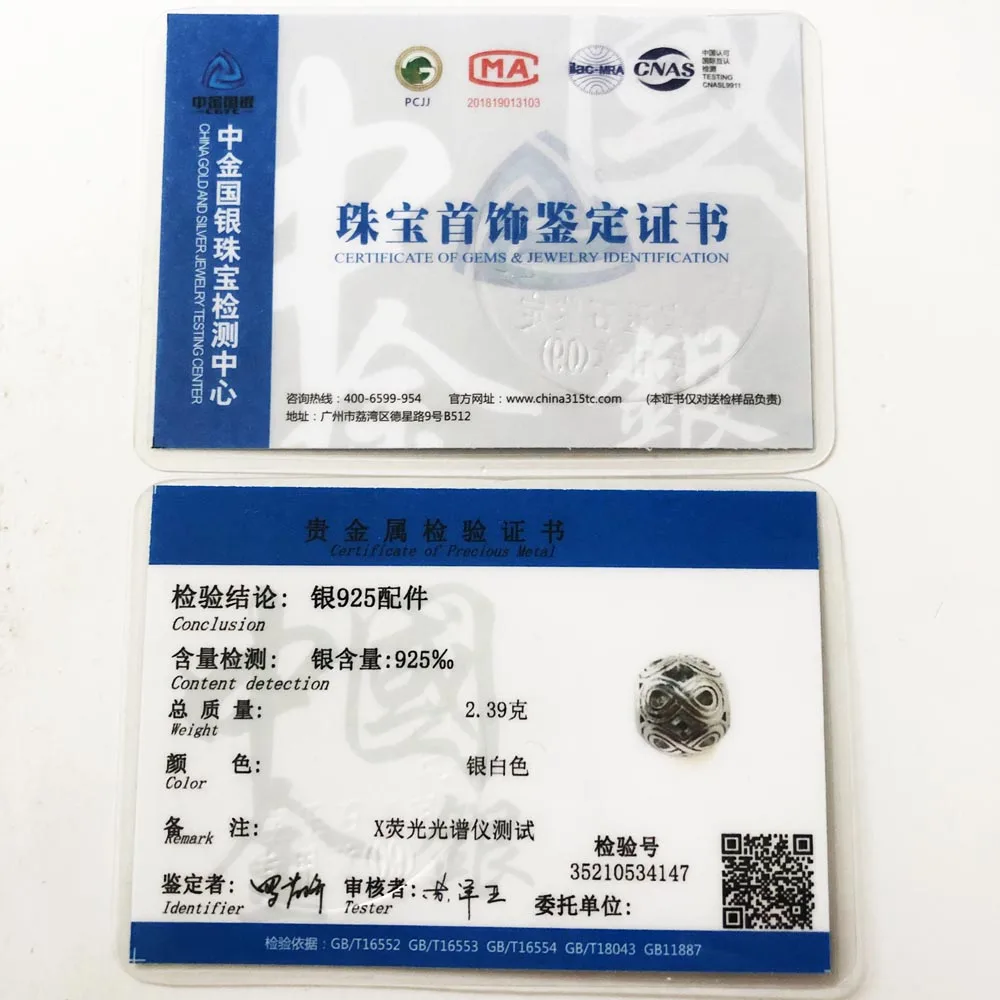 中金国银
CGTC
中金国银珠宝检测中心
CHINA GOLD AND SILVER JEWELRY TESTING CENTER
PCJJ
MA
201819013103
ilac-MRA
CNAS
中国认可
国际互认
检测
TESTING
CNASL9911
珠宝首饰鉴定证书
CERTIFICATE OF GEMS & JEWELRY IDENTIFICATION
咨询热线：400-6599-954 官方网址：www.china315tc.com (本证书仅对送检样品负责)
地址：广州市荔湾区德星路9号B512
贵金属检验证书
Certificate of Precious Metal
检验结论: 银925配件
Conclusion
含量检测: 银含量:925‰
Content detection
总质量: 2.39克
Weight
颜 色: 银白色
Color
备 注: X荧光光谱仪测试
Remark
检验号
35210534147
鉴定者:
Identifier
审核者:
Tester
委托单位:
检验依据：GB/T16552 GB/T16553 GB/T16554 GB/T18043 GB11887